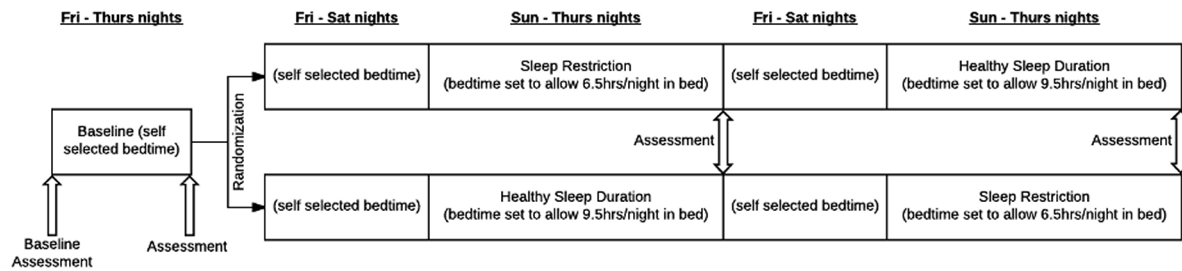 Fri - Thurs nights
Fri - Sat nights
Sun - Thurs nights
Fri - Sat nights
Sun - Thurs nights
(self selected bedtime)
Sleep Restriction
(bedtime set to allow 6.5hrs/night in bed)
(self selected bedtime)
Healthy Sleep Duration
(bedtime set to allow 9.5hrs/night in bed)
Baseline (self
selected bedtime)
Randomization
Assessment
Assessment
(self selected bedtime)
Healthy Sleep Duration
(bedtime set to allow 9.5hrs/night in bed)
(self selected bedtime)
Sleep Restriction
(bedtime set to allow 6.5hrs/night in bed)
Baseline
Assessment
Assessment